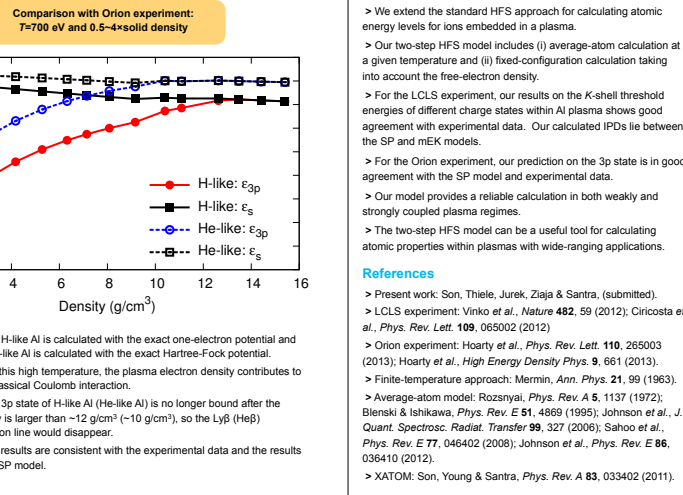 Comparison with Orion experiment:
T=700 eV and 0.5~4×solid density
H-like: ε3p
H-like: εs
He-like: ε3p
He-like: εs
4 6 8 10 12 14 16
Density (g/cm3)
H-like Al is calculated with the exact one-electron potential and
-like Al is calculated with the exact Hartree-Fock potential.
this high temperature, the plasma electron density contributes to
assical Coulomb interaction.
3p state of H-like Al (He-like Al) is no longer bound after the
is larger than ~12 g/cm³ (~10 g/cm³), so the Lyβ (Heβ)
on line would disappear.
results are consistent with the experimental data and the results
SP model.
> We extend the standard HFS approach for calculating atomic
energy levels for ions embedded in a plasma.
> Our two-step HFS model includes (i) average-atom calculation at
a given temperature and (ii) fixed-configuration calculation taking
into account the free-electron density.
> For the LCLS experiment, our results on the K-shell threshold
energies of different charge states within Al plasma shows good
agreement with experimental data. Our calculated IPDs lie between
the SP and mEK models.
> For the Orion experiment, our prediction on the 3p state is in good
agreement with the SP model and experimental data.
> Our model provides a reliable calculation in both weakly and
strongly coupled plasma regimes.
> The two-step HFS model can be a useful tool for calculating
atomic properties within plasmas with wide-ranging applications.
References
> Present work: Son, Thiele, Jurek, Ziaja & Santra, (submitted).
> LCLS experiment: Vinko et al., Nature 482, 59 (2012); Ciricosta et
al., Phys. Rev. Lett. 109, 065002 (2012)
> Orion experiment: Hoarty et al., Phys. Rev. Lett. 110, 265003
(2013); Hoarty et al., High Energy Density Phys. 9, 661 (2013).
> Finite-temperature approach: Mermin, Ann. Phys. 21, 99 (1963).
> Average-atom model: Rozsnyai, Phys. Rev. A 5, 1137 (1972);
Blenski & Ishikawa, Phys. Rev. E 51, 4869 (1995); Johnson et al., J.
Quant. Spectrosc. Radiat. Transfer 99, 327 (2006); Sahoo et al.,
Phys. Rev. E 77, 046402 (2008); Johnson et al., Phys. Rev. E 86,
036410 (2012).
> XATOM: Son, Young & Santra, Phys. Rev. A 83, 033402 (2011).